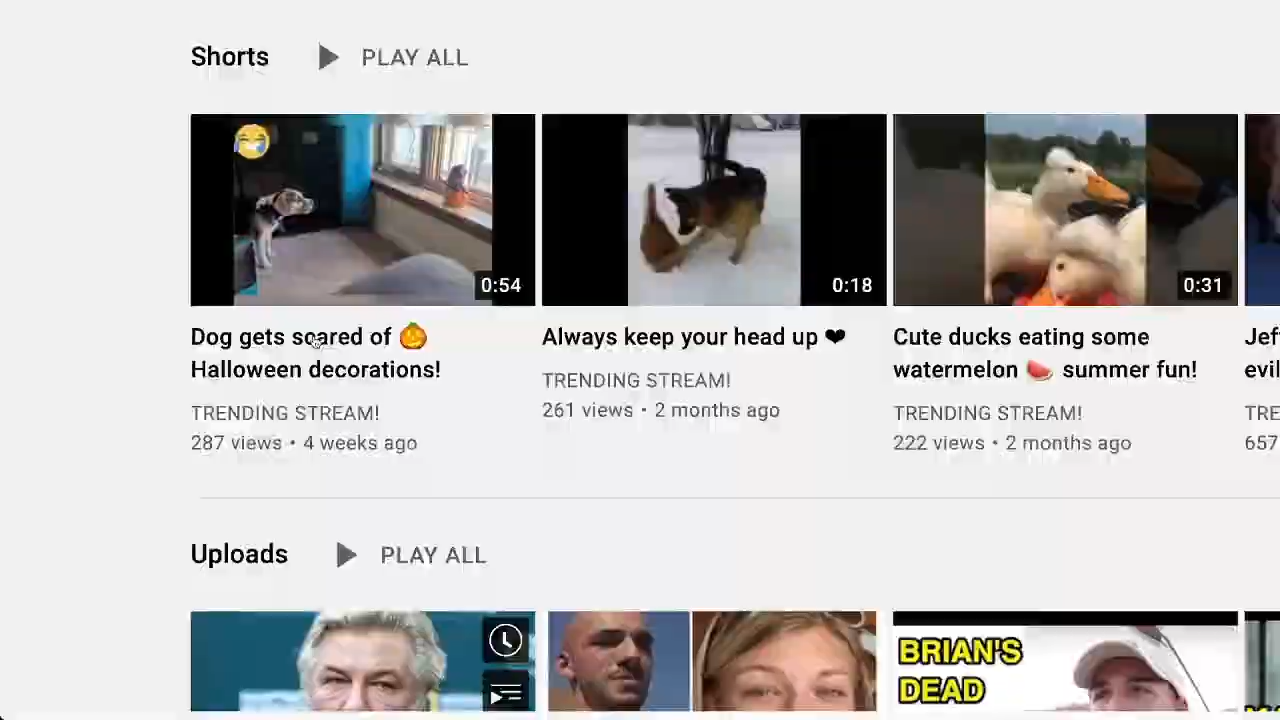 Shorts ▶ PLAY ALL
0:54
0:18
0:31
Dog gets scared of 🎃
Halloween decorations!
TRENDING STREAM!
287 views • 4 weeks ago
Always keep your head up ❤
TRENDING STREAM!
261 views • 2 months ago
Cute ducks eating some
watermelon 🍉 summer fun!
TRENDING STREAM!
222 views • 2 months ago
evil
657
Uploads ▶ PLAY ALL
BRIAN'S
DEAD